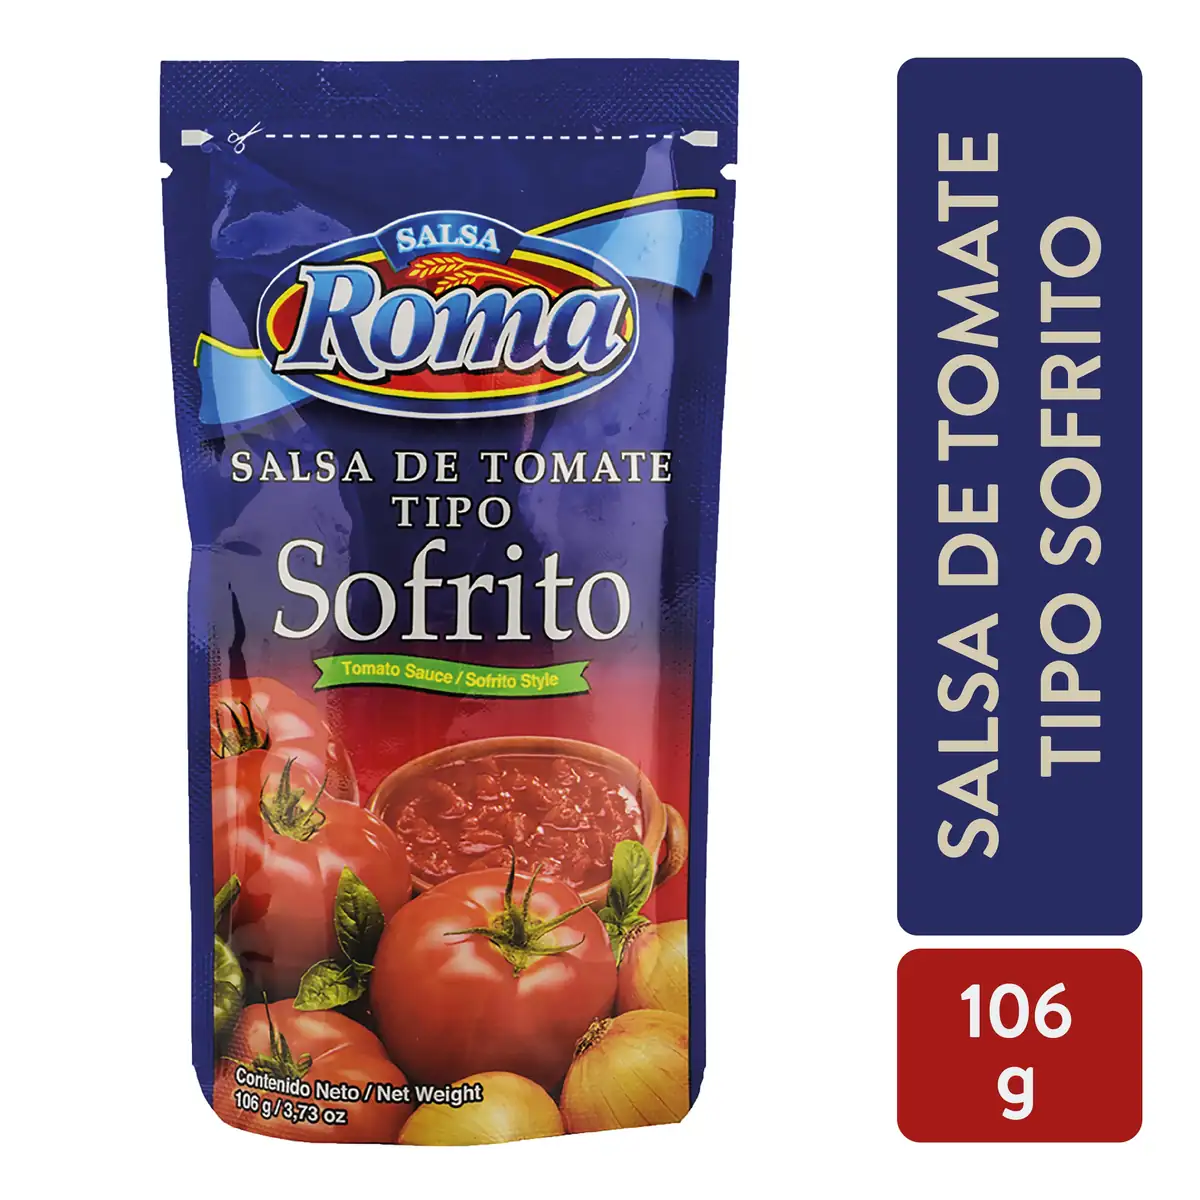 SALSA
Roma
SALSA DE TOMATE
TIPO
Sofrito
Tomato Sauce / Sofrito Style
Contenido Neto / Net Weight
106 g / 3,73 oz
SALSA DE TOMATE
TIPO SOFRITO
106
g